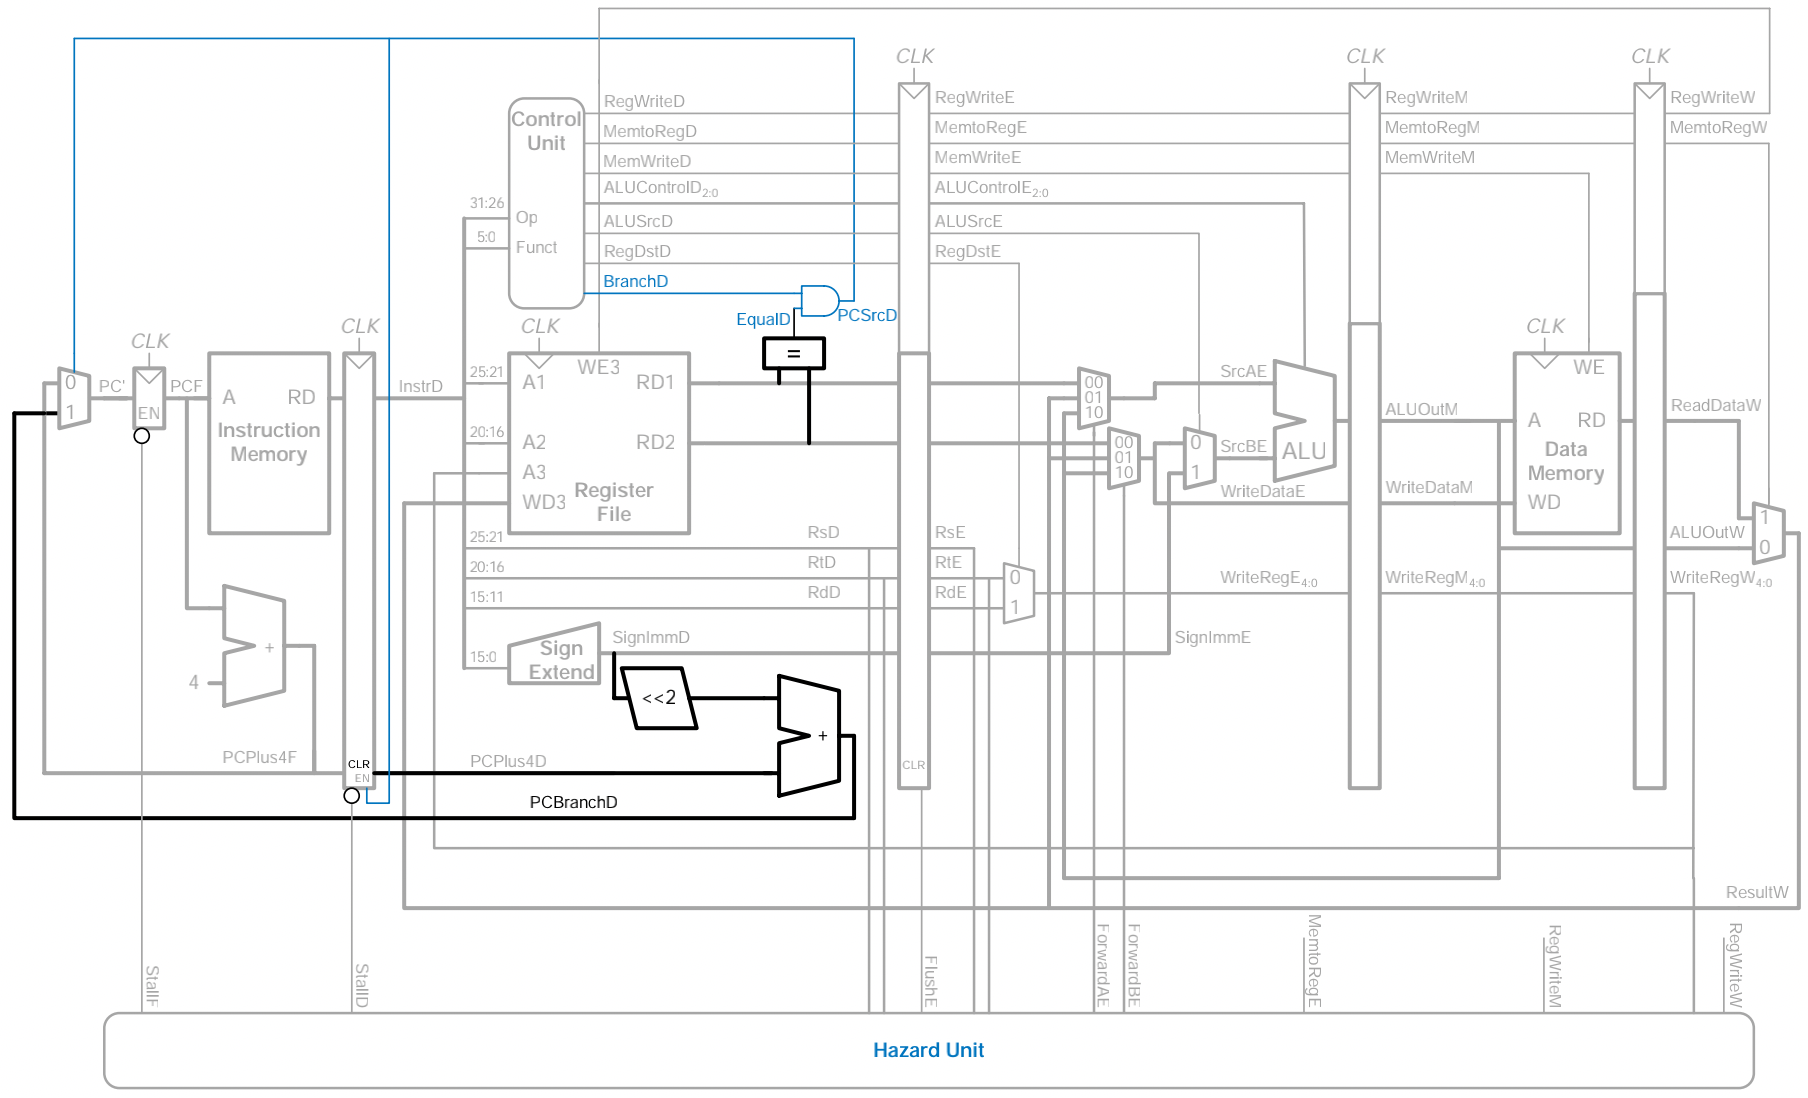 CLK
CLK
CLK
RegWriteD
RegWriteE
RegWriteM
RegWriteW
Control
Unit
MemtoRegD
MemtoRegE
MemtoRegM
MemtoRegW
MemWriteD
MemWriteE
MemWriteM
ALUControlD2:0
ALUControlE2:0
31:26
Op
ALUSrcD
ALUSrcE
5:0
Funct
RegDstD
RegDstE
BranchD
EqualD
PCSrcD
CLK
CLK
CLK
CLK
=
0
1
PC'
EN
PCF
A
RD
Instruction
Memory
InstrD
25:21
A1
WE3
RD1
20:16
A2
RD2
A3
WD3
Register
File
00
01
10
00
01
10
SrcAE
0
1
SrcBE
ALU
ALUOutM
WE
A
RD
Data
Memory
WD
ReadDataW
WriteDataE
WriteDataM
1
0
ALUOutW
25:21
RsD
RsE
20:16
RtD
RtE
0
1
WriteRegE4:0
WriteRegM4:0
WriteRegW4:0
15:11
RdD
RdE
+
4
15:0
Sign
Extend
SignImmD
SignImmE
<<2
+
PCPlus4F
CLR
EN
PCPlus4D
CLR
PCBranchD
ResultW
StallF
StallD
FlushE
ForwardAE
ForwardBE
MemtoRegE
RegWriteM
RegWriteW
Hazard Unit